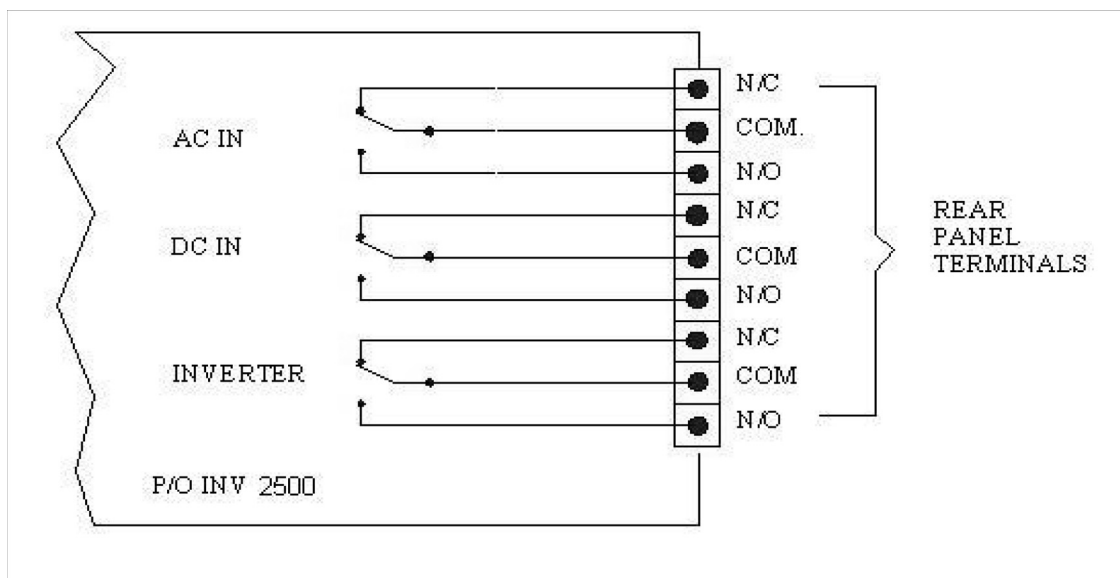 N/C
AC IN
COM.
N/O
N/C
DC IN
COM
N/O
REAR
PANEL
TERMINALS
N/C
INVERTER
COM
N/O
P/O INV 2500